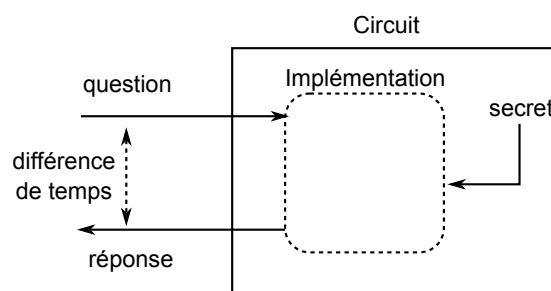 Circuit
question
Implémentation
secret
différence
de temps
réponse